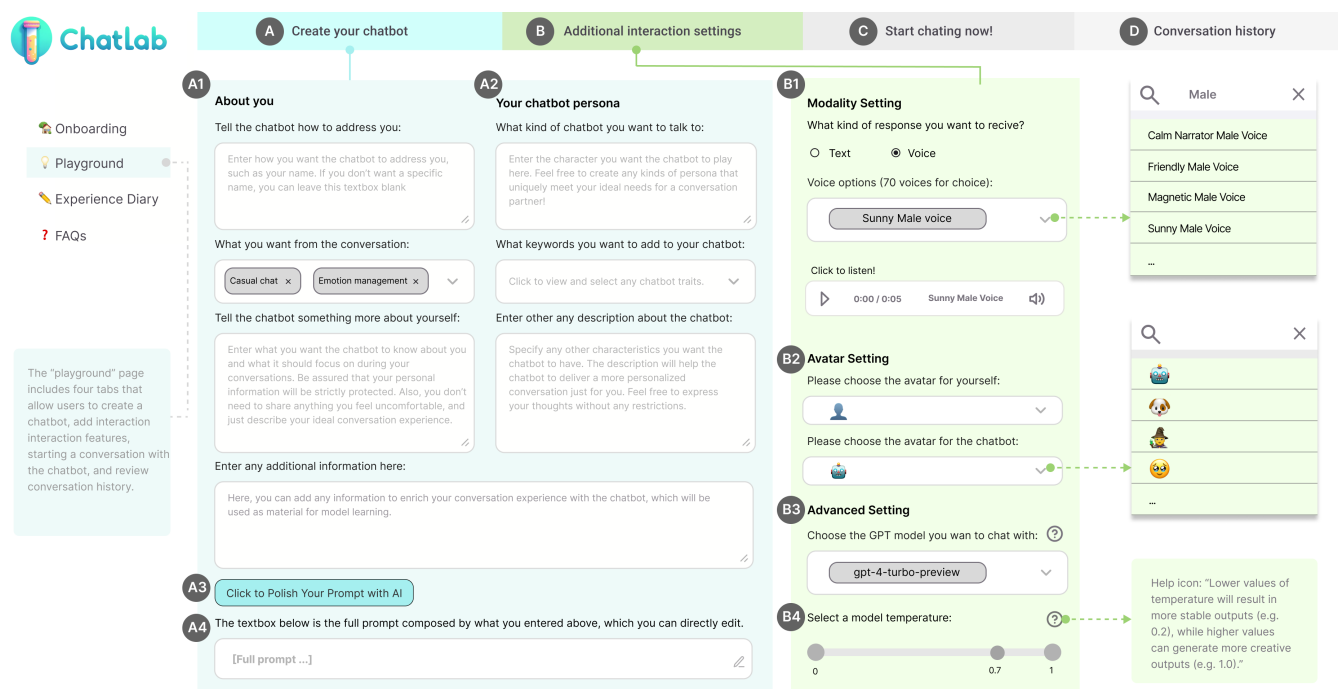 ChatLab
A Create your chatbot
B Additional interaction settings
C Start chating now!
D Conversation history
Onboarding
Playground
Experience Diary
? FAQs
The "playground" page
includes four tabs that
allow users to create a
chatbot, add interaction
interaction features,
starting a conversation with
the chatbot, and review
conversation history.
A1
About you
Tell the chatbot how to address you:
Enter how you want the chatbot to address you,
such as your name. If you don't want a specific
name, you can leave this textbox blank
What you want from the conversation:
Casual chat ×
Emotion management ×
Tell the chatbot something more about yourself:
Enter what you want the chatbot to know about you
and what it should focus on during your
conversations. Be assured that your personal
information will be strictly protected. Also, you don't
need to share anything you feel uncomfortable, and
just describe your ideal conversation experience.
A2
Your chatbot persona
What kind of chatbot you want to talk to:
Enter the character you want the chatbot to play
here. Feel free to create any kinds of persona that
uniquely meet your ideal needs for a conversation
partner!
What keywords you want to add to your chatbot:
Click to view and select any chatbot traits.
Enter other any description about the chatbot:
Specify any other characteristics you want the
chatbot to have. The description will help the
chatbot to deliver a more personalized
conversation just for you. Feel free to express
your thoughts without any restrictions.
Enter any additional information here:
Here, you can add any information to enrich your conversation experience with the chatbot, which will be
used as material for model learning.
A3
Click to Polish Your Prompt with AI
A4
The textbox below is the full prompt composed by what you entered above, which you can directly edit.
[Full prompt ...]
B1
Modality Setting
What kind of response you want to recive?
Text
Voice
Voice options (70 voices for choice):
Sunny Male voice
Click to listen!
0:00 / 0:05
Sunny Male Voice
B2
Avatar Setting
Please choose the avatar for yourself:
Please choose the avatar for the chatbot:
B3
Advanced Setting
Choose the GPT model you wan to chat with: ?
gpt-4-turbo-preview
B4
Select a model temperature: ?
0
0.7
1
Male
Calm Narrator Male Voice
Friendly Male Voice
Magnetic Male Voice
Sunny Male Voice
...
...
Help icon: "Lower values of
temperature will result in
more stable outputs (e.g.
0.2), while higher values
can generate more creative
outputs (e.g. 1.0)."